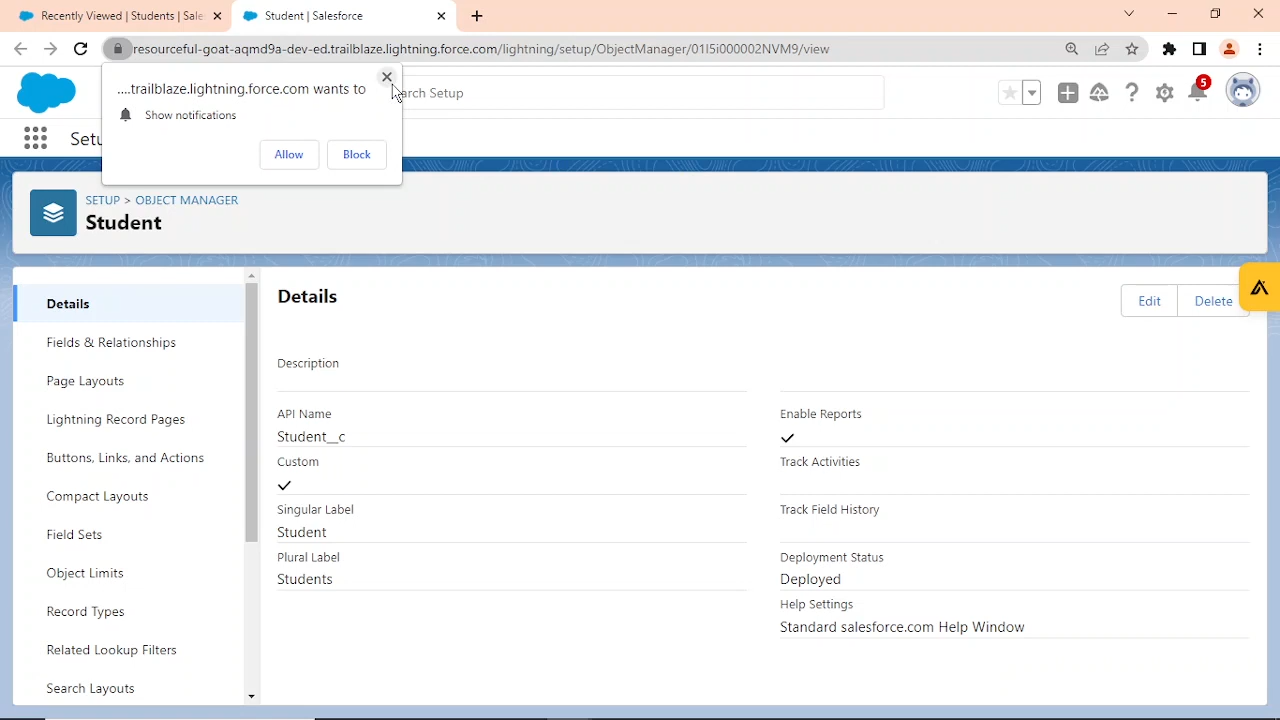 Recently Viewed | Students | Sale
Student | Salesforce
resourceful-goat-aqmd9a-dev-ed.trailblaze.lightning.force.com/lightning/setup/ObjectManager/01I5i000002NVM9/view
....trailblaze.lightning.force.com wants to
Show notifications
Allow
Block
arch Setup
5
Setu
SETUP > OBJECT MANAGER
Student
Details
Fields & Relationships
Page Layouts
Lightning Record Pages
Buttons, Links, and Actions
Compact Layouts
Field Sets
Object Limits
Record Types
Related Lookup Filters
Search Layouts
Details
Edit
Delete
Description
API Name
Student__c
Custom
Singular Label
Student
Plural Label
Students
Enable Reports
Track Activities
Track Field History
Deployment Status
Deployed
Help Settings
Standard salesforce.com Help Window